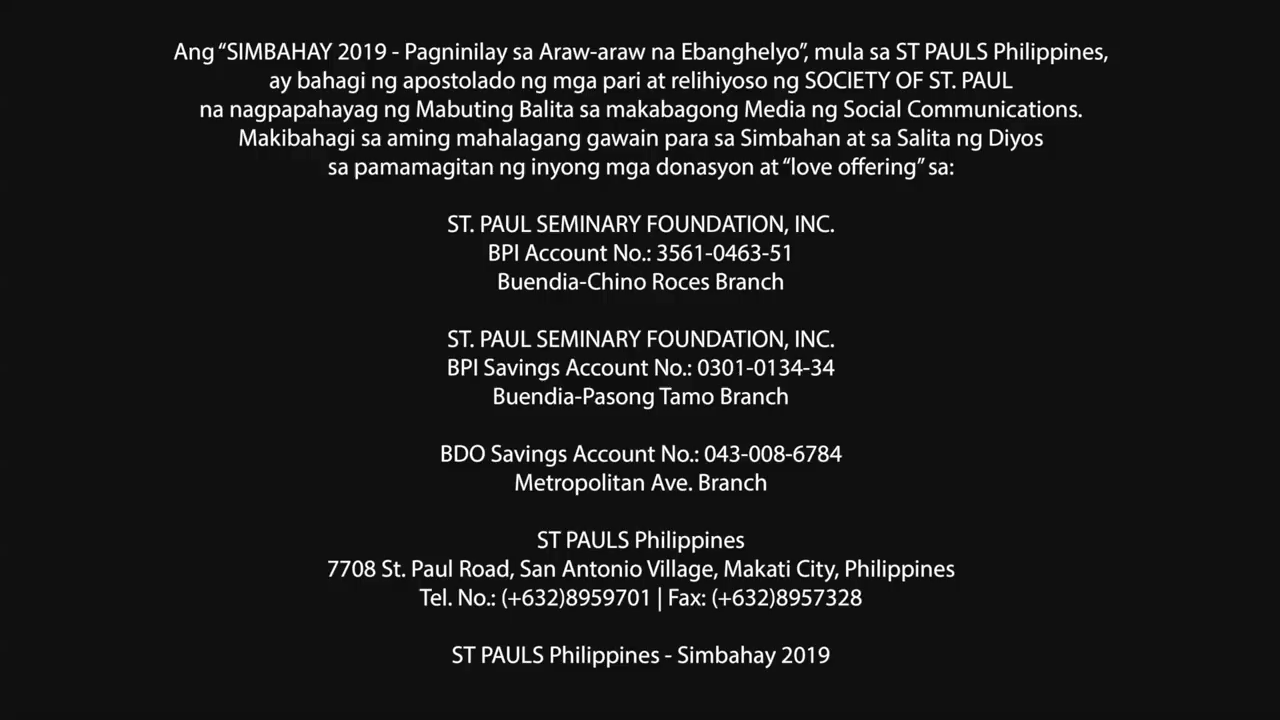 Ang “SIMBAHAY 2019 - Pagninilay sa Araw-araw na Ebanghelyo”, mula sa ST PAULS Philippines,
ay bahagi ng apostolado ng mga pari at relihiyoso ng SOCIETY OF ST. PAUL
na nagpapahayag ng Mabuting Balita sa makabagong Media ng Social Communications.
Makibahagi sa aming mahalagang gawain para sa Simbahan at sa Salita ng Diyos
sa pamamagitan ng inyong mga donasyon at “love offering” sa:
ST. PAUL SEMINARY FOUNDATION, INC.
BPI Account No.: 3561-0463-51
Buendia-Chino Roces Branch
ST. PAUL SEMINARY FOUNDATION, INC.
BPI Savings Account No.: 0301-0134-34
Buendia-Pasong Tamo Branch
BDO Savings Account No.: 043-008-6784
Metropolitan Ave. Branch
ST PAULS Philippines
7708 St. Paul Road, San Antonio Village, Makati City, Philippines
Tel. No.: (+632)8959701 | Fax: (+632)8957328
ST PAULS Philippines - Simbahay 2019